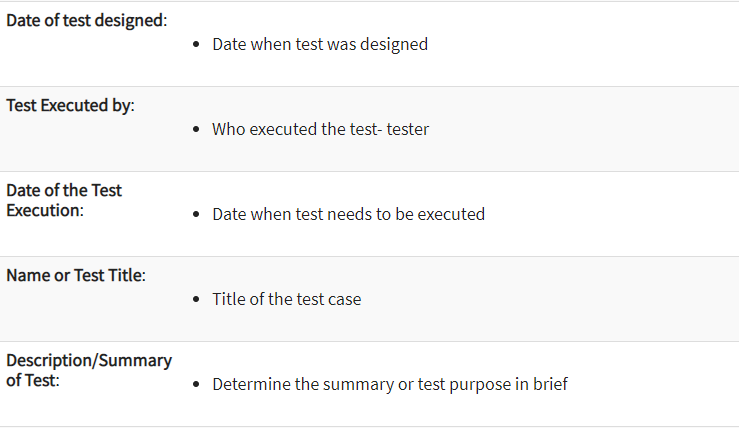 Date of test designed:
• Date when test was designed
Test Executed by:
• Who executed the test- tester
Date of the Test
Execution:
• Date when test needs to be executed
Name or Test Title:
• Title of the test case
Description/Summary
of Test:
• Determine the summary or test purpose in brief